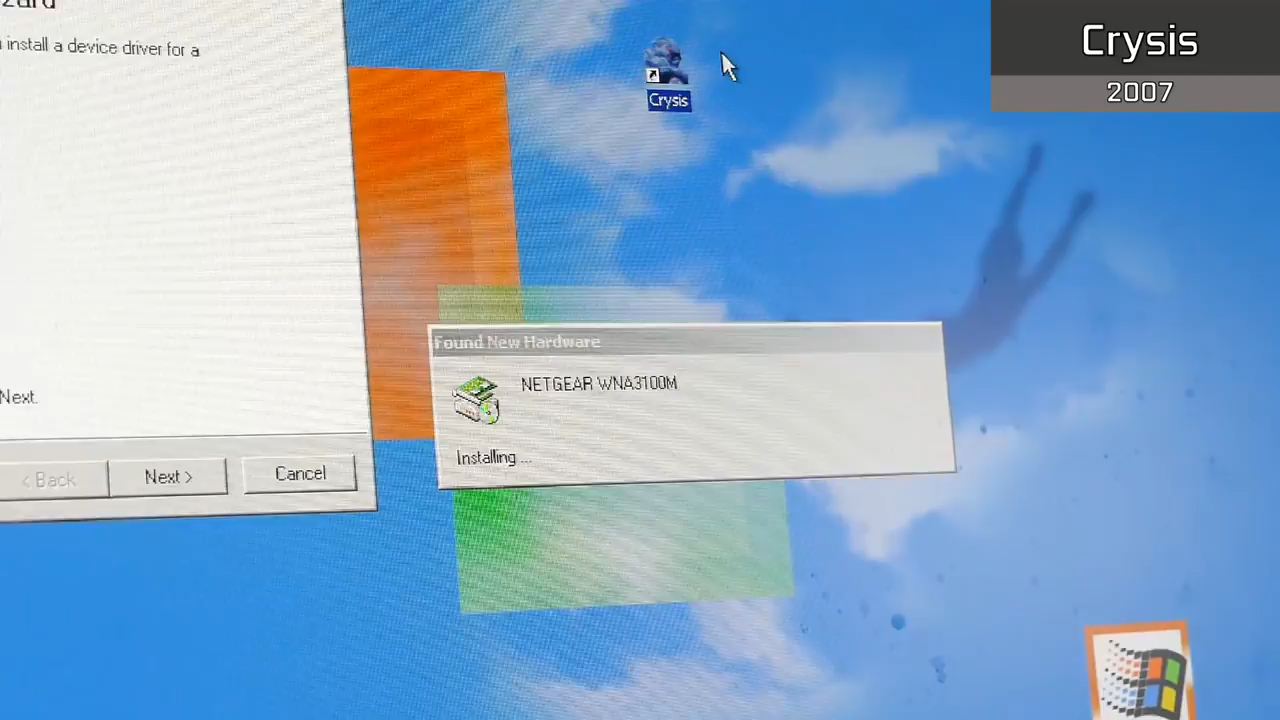 install a device driver for a
Next.
< Back
Next >
Cancel
Crysis
Found New Hardware
NETGEAR WNA3100M
Installing ...
Crysis
2007